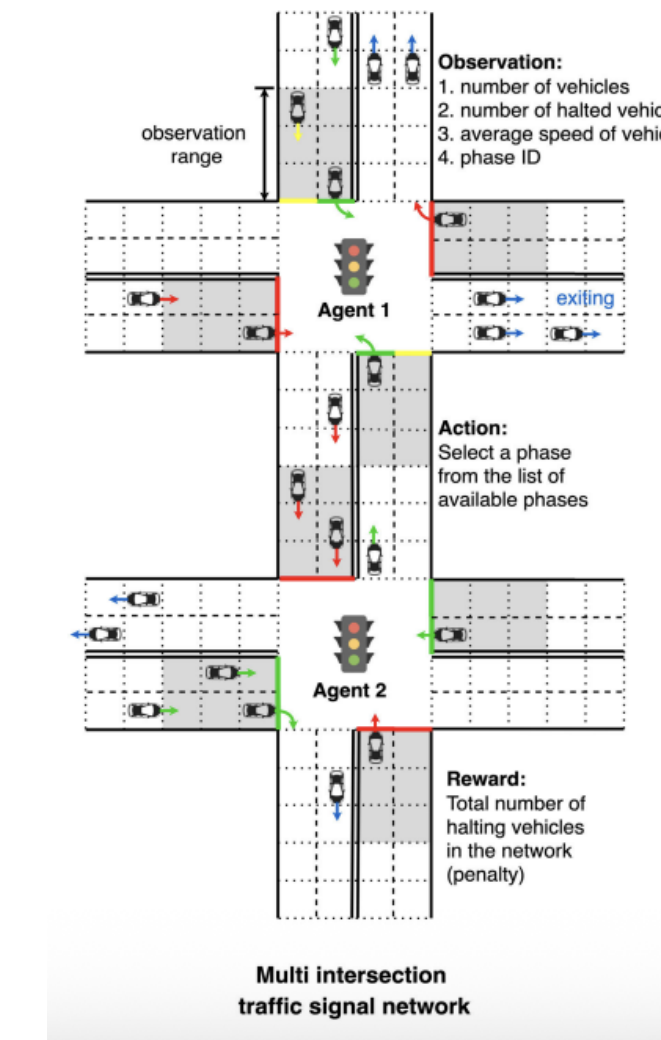 Observation:
1. number of vehicles
2. number of halted
3. average speed of
4. phase ID
observation
range
Agent 1
exiting
Action:
Select a phase
from the list of
available phases
Agent 2
Reward:
Total number of
halting vehicles
in the network
(penalty)
Multi intersection
traffic signal network